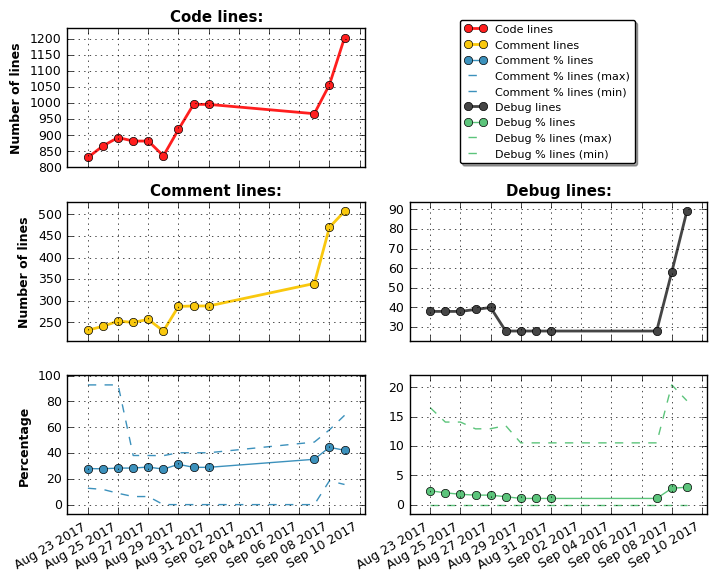 Code lines:
Number of lines
1200
1150
1100
1050
1000
950
900
850
800
Code lines
Comment lines
Comment % lines
Comment % lines (max)
Comment % lines (min)
Debug lines
Debug % lines
Debug % lines (max)
Debug % lines (min)
Comment lines:
Number of lines
500
450
400
350
300
250
Debug lines:
90
80
70
60
50
40
30
Percentage
100
80
60
40
20
0
Aug 23 2017
Aug 25 2017
Aug 27 2017
Aug 29 2017
Aug 31 2017
Sep 02 2017
Sep 04 2017
Sep 06 2017
Sep 08 2017
Sep 10 2017
20
15
10
5
0
Aug 23 2017
Aug 25 2017
Aug 27 2017
Aug 29 2017
Aug 31 2017
Sep 02 2017
Sep 04 2017
Sep 06 2017
Sep 08 2017
Sep 10 2017